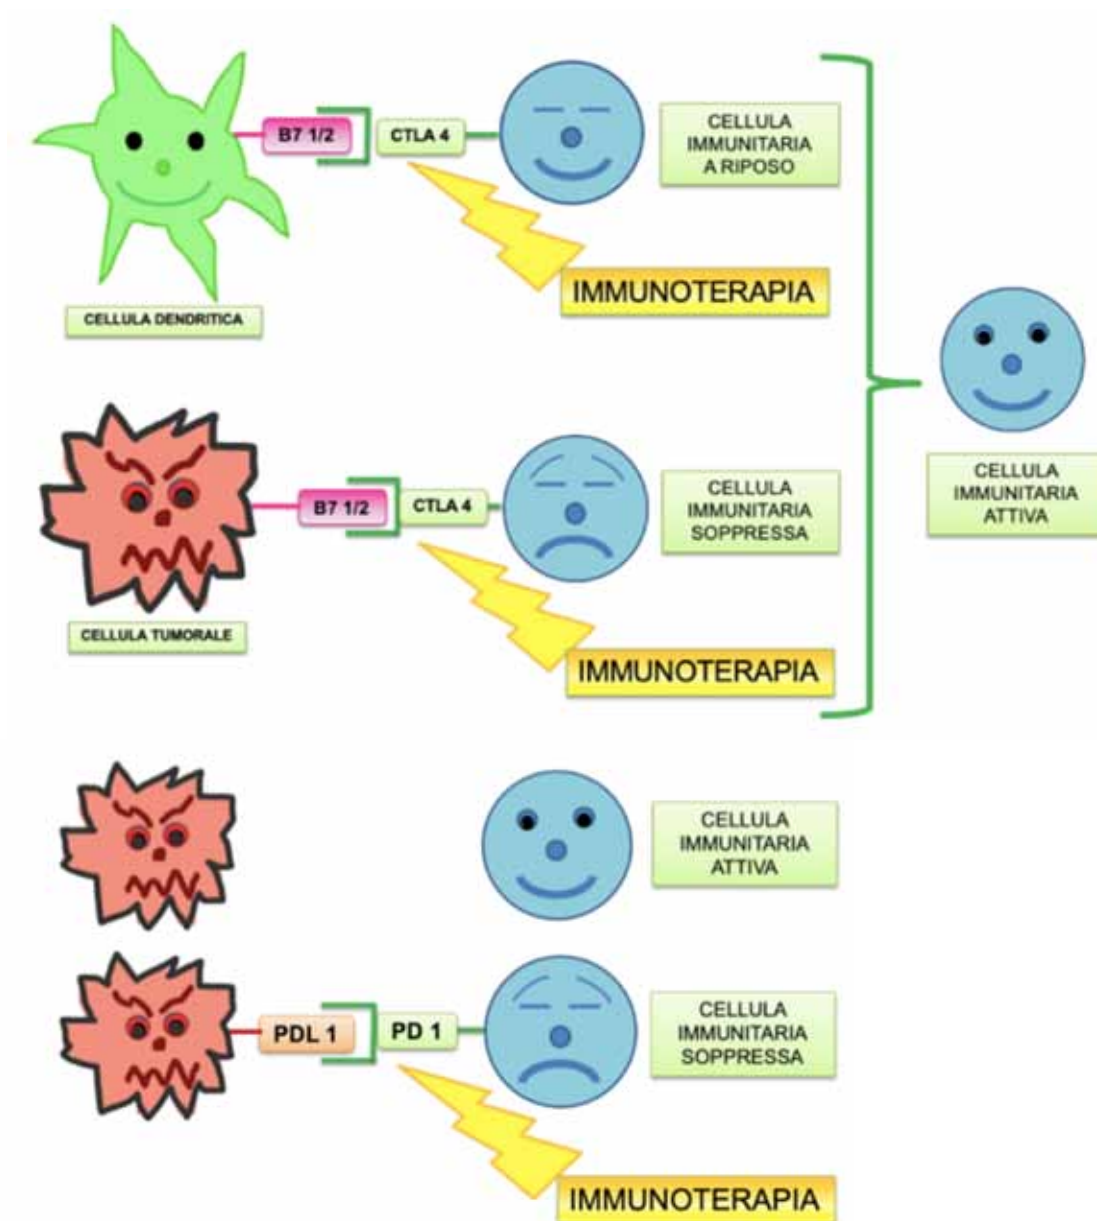 B7 1/2
CTLA 4
CELLULA
IMMUNITARIA
A RIPOSO
IMMUNOTERAPIA
CELLULA DENDRITICA
B7 1/2
CTLA 4
CELLULA
IMMUNITARIA
SOPPRESSA
IMMUNOTERAPIA
CELLULA TUMORALE
CELLULA
IMMUNITARIA
ATTIVA
CELLULA
IMMUNITARIA
ATTIVA
PDL 1
PD 1
CELLULA
IMMUNITARIA
SOPPRESSA
IMMUNOTERAPIA